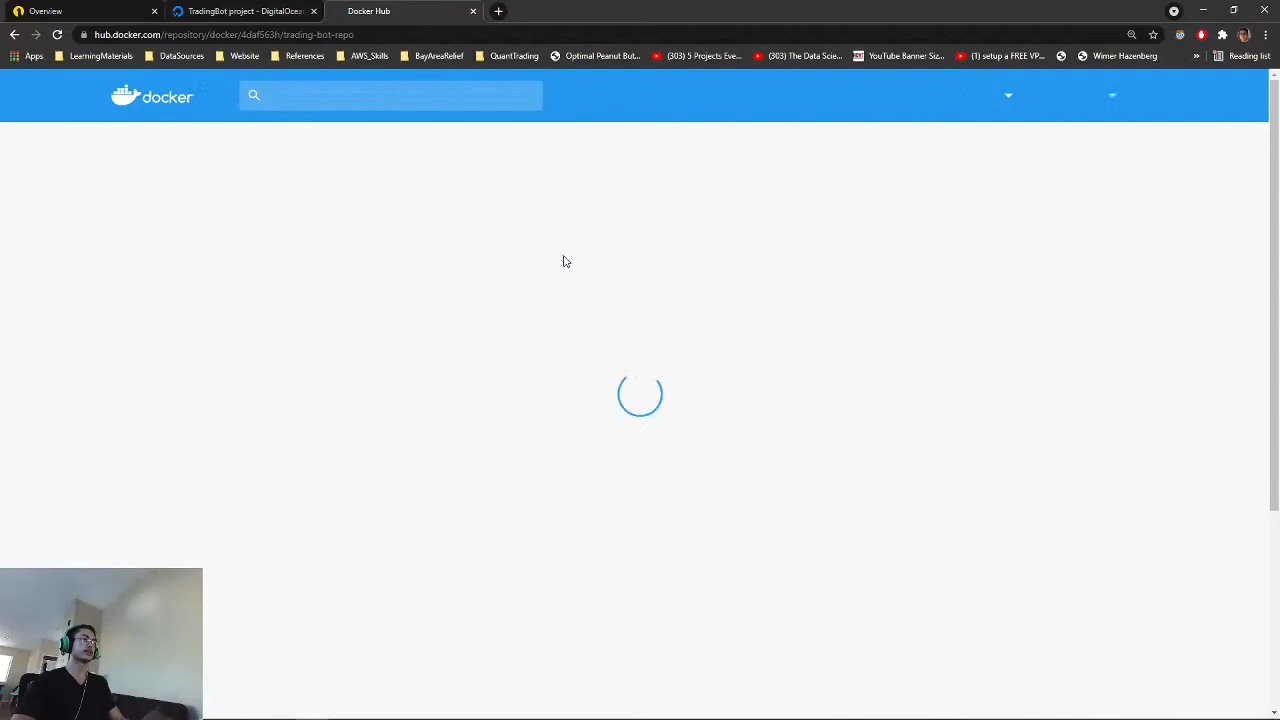 Overview
TradingBot project - DigitalOcea
Docker Hub
hub.docker.com/repository/docker/4daf563h/trading-bot-repo
Apps
LearningMaterials
DataSources
Website
References
AWS_Skills
BayAreaRelief
QuantTrading
Optimal Peanut But...
(303) 5 Projects Eve...
(303) The Data Scie...
YouTube Banner Siz...
(1) setup a FREE VP...
Wimer Hazenberg
»
Reading list
docker